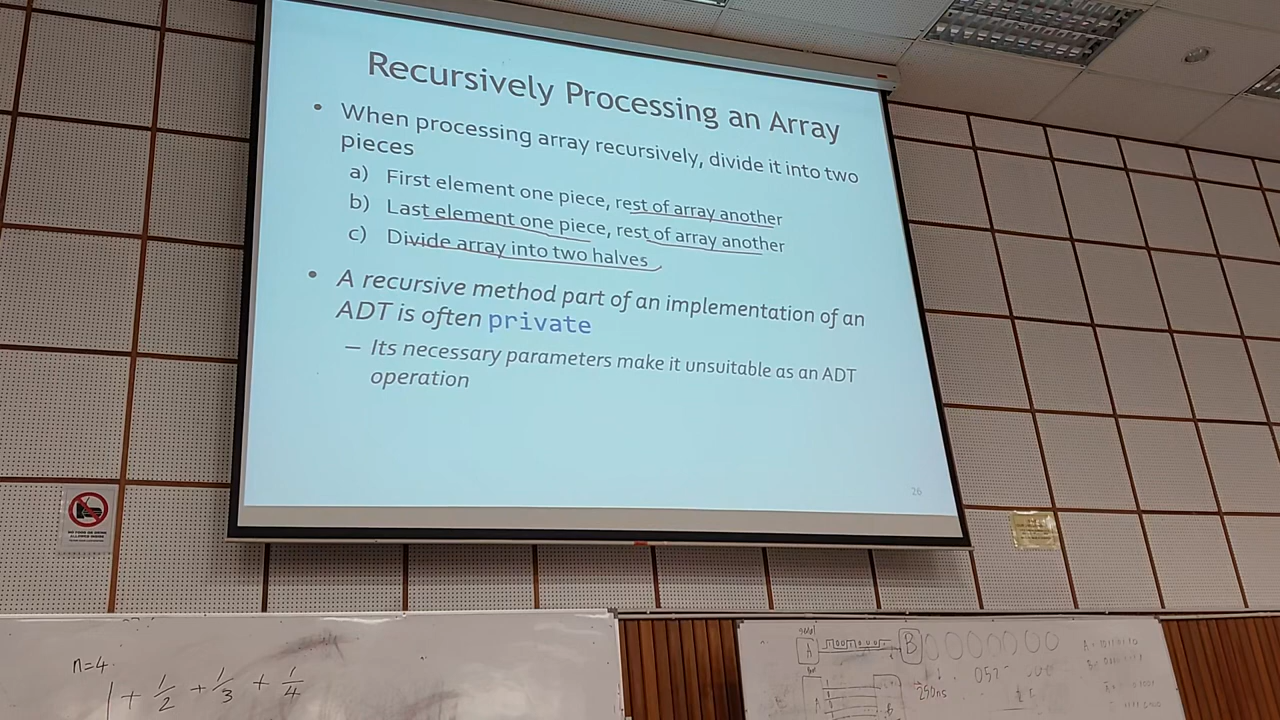 Recursively Processing an Array
• When processing array recursively, divide it into two
pieces
a) First element one piece, rest of array another
b) Last element one piece, rest of array another
c) Divide array into two halves
• A recursive method part of an implementation of an
ADT is often private
– Its necessary parameters make it unsuitable as an ADT
operation
26
n=4
1 + 1/2 + 1/3 + 1/4
A
B
250ns